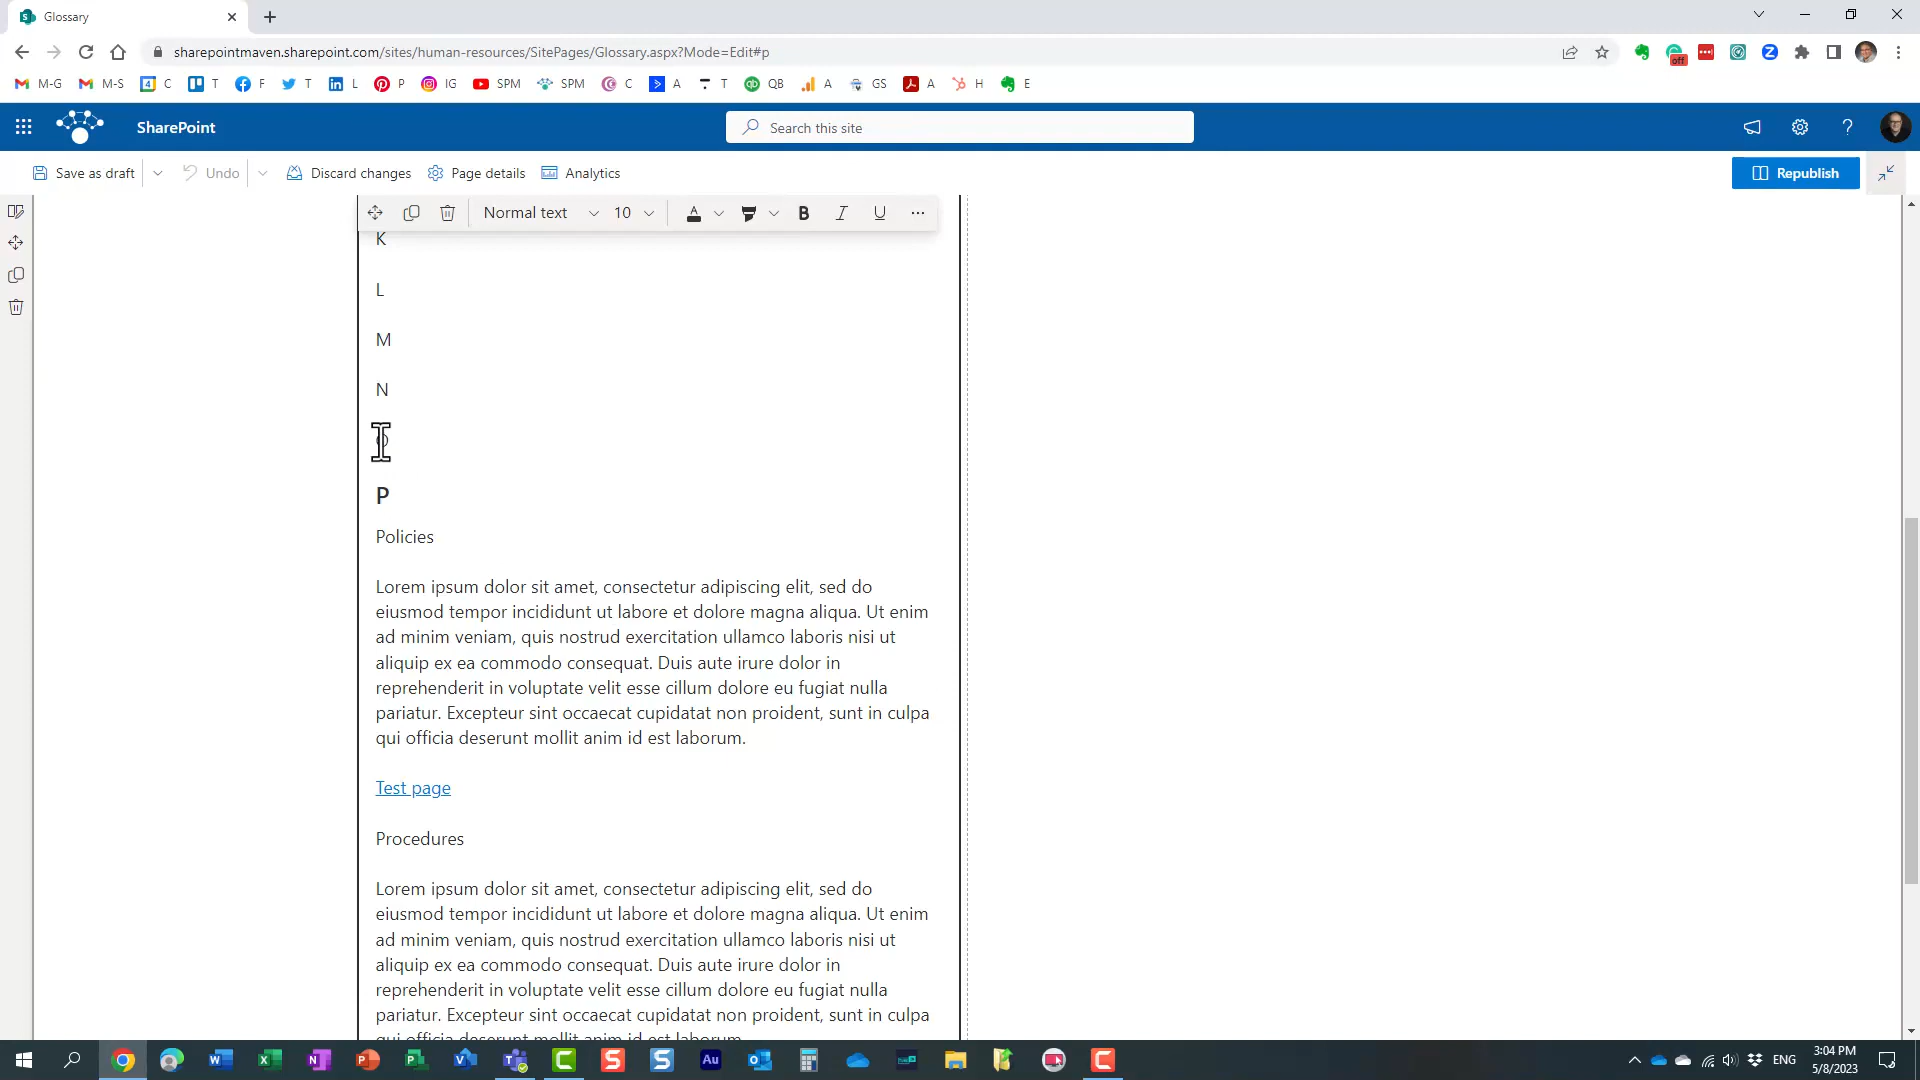 Glossary
sharepointmaven.sharepoint.com/sites/human-resources/SitePages/Glossary.aspx?Mode=Edit#p
M-G M-S C T F T L P IG SPM SPM C A T QB A GS A H E
off
SharePoint
Search this site
Save as draft Undo Discard changes Page details Analytics
Republish
Normal text 10 A B I U ...
K
L
M
N
P
Policies
Lorem ipsum dolor sit amet, consectetur adipiscing elit, sed do
eiusmod tempor incididunt ut labore et dolore magna aliqua. Ut enim
ad minim veniam, quis nostrud exercitation ullamco laboris nisi ut
aliquip ex ea commodo consequat. Duis aute irure dolor in
reprehenderit in voluptate velit esse cillum dolore eu fugiat nulla
pariatur. Excepteur sint occaecat cupidatat non proident, sunt in culpa
qui officia deserunt mollit anim id est laborum.
Test page
Procedures
Lorem ipsum dolor sit amet, consectetur adipiscing elit, sed do
eiusmod tempor incididunt ut labore et dolore magna aliqua. Ut enim
ad minim veniam, quis nostrud exercitation ullamco laboris nisi ut
aliquip ex ea commodo consequat. Duis aute irure dolor in
reprehenderit in voluptate velit esse cillum dolore eu fugiat nulla
pariatur. Excepteur sint occaecat cupidatat non proident, sunt in culpa
qui officia deserunt mollit anim id est laborum.
ENG
3:04 PM
5/8/2023